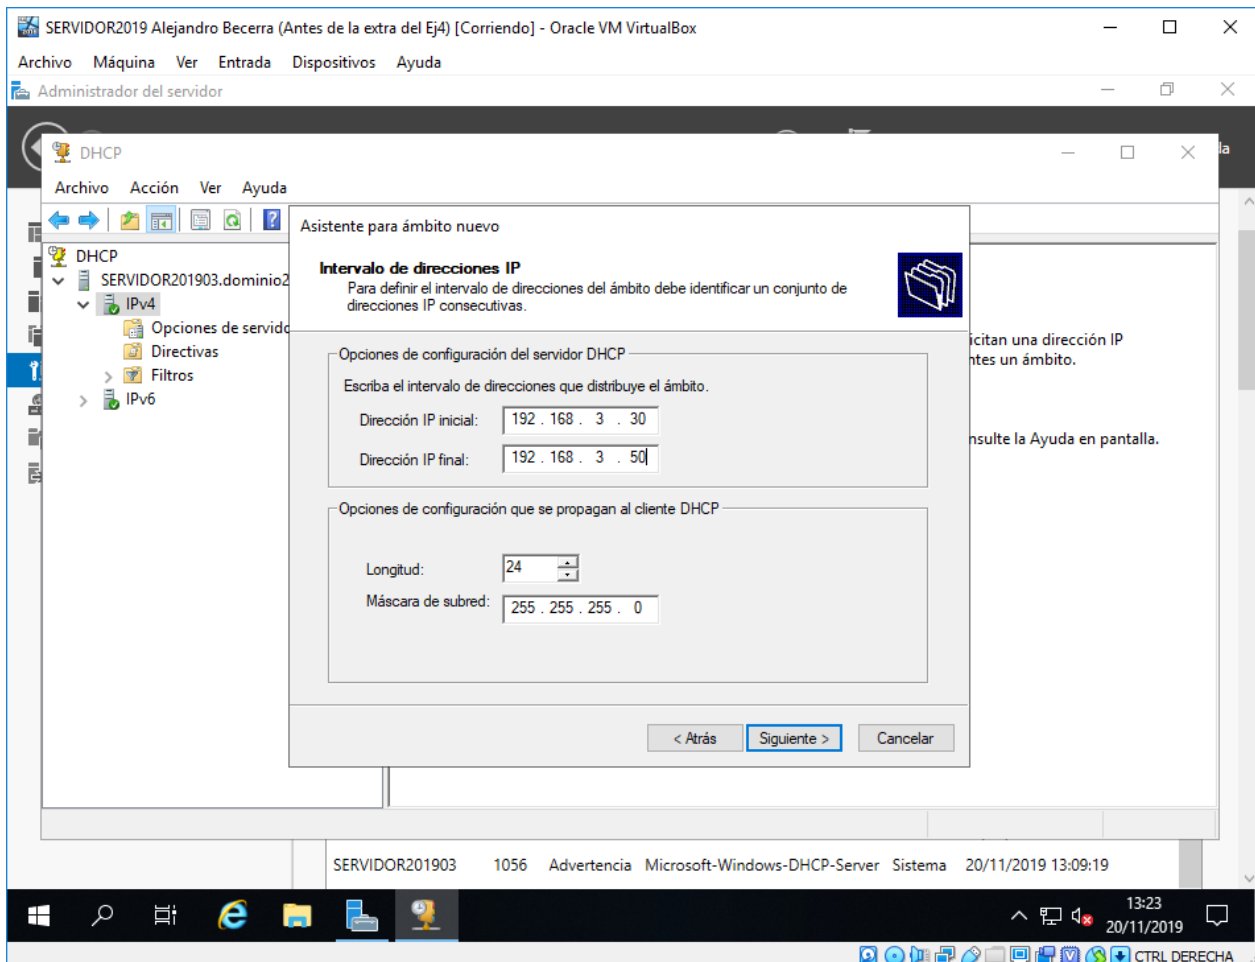 SERVIDOR2019 Alejandro Becerra (Antes de la extra del Ej4) [Corriendo] - Oracle VM VirtualBox
Archivo Máquina Ver Entrada Dispositivos Ayuda
Administrador del servidor
DHCP
Archivo Acción Ver Ayuda
DHCP
SERVIDOR201903.dominio2
IPv4
Opciones de servido
Directivas
Filtros
IPv6
Asistente para ámbito nuevo
Intervalo de direcciones IP
Para definir el intervalo de direcciones del ámbito debe identificar un conjunto de
direcciones IP consecutivas.
Opciones de configuración del servidor DHCP
Escriba el intervalo de direcciones que distribuye el ámbito.
Dirección IP inicial: 192 . 168 . 3 . 30
Dirección IP final: 192 . 168 . 3 . 50
Opciones de configuración que se propagan al cliente DHCP
Longitud: 24
Máscara de subred: 255 . 255 . 255 . 0
< Atrás Siguiente > Cancelar
icitan una dirección IP
ntes un ámbito.
nsulte la Ayuda en pantalla.
la
SERVIDOR201903 1056 Advertencia Microsoft-Windows-DHCP-Server Sistema 20/11/2019 13:09:19
13:23
20/11/2019
CTRL DERECHA